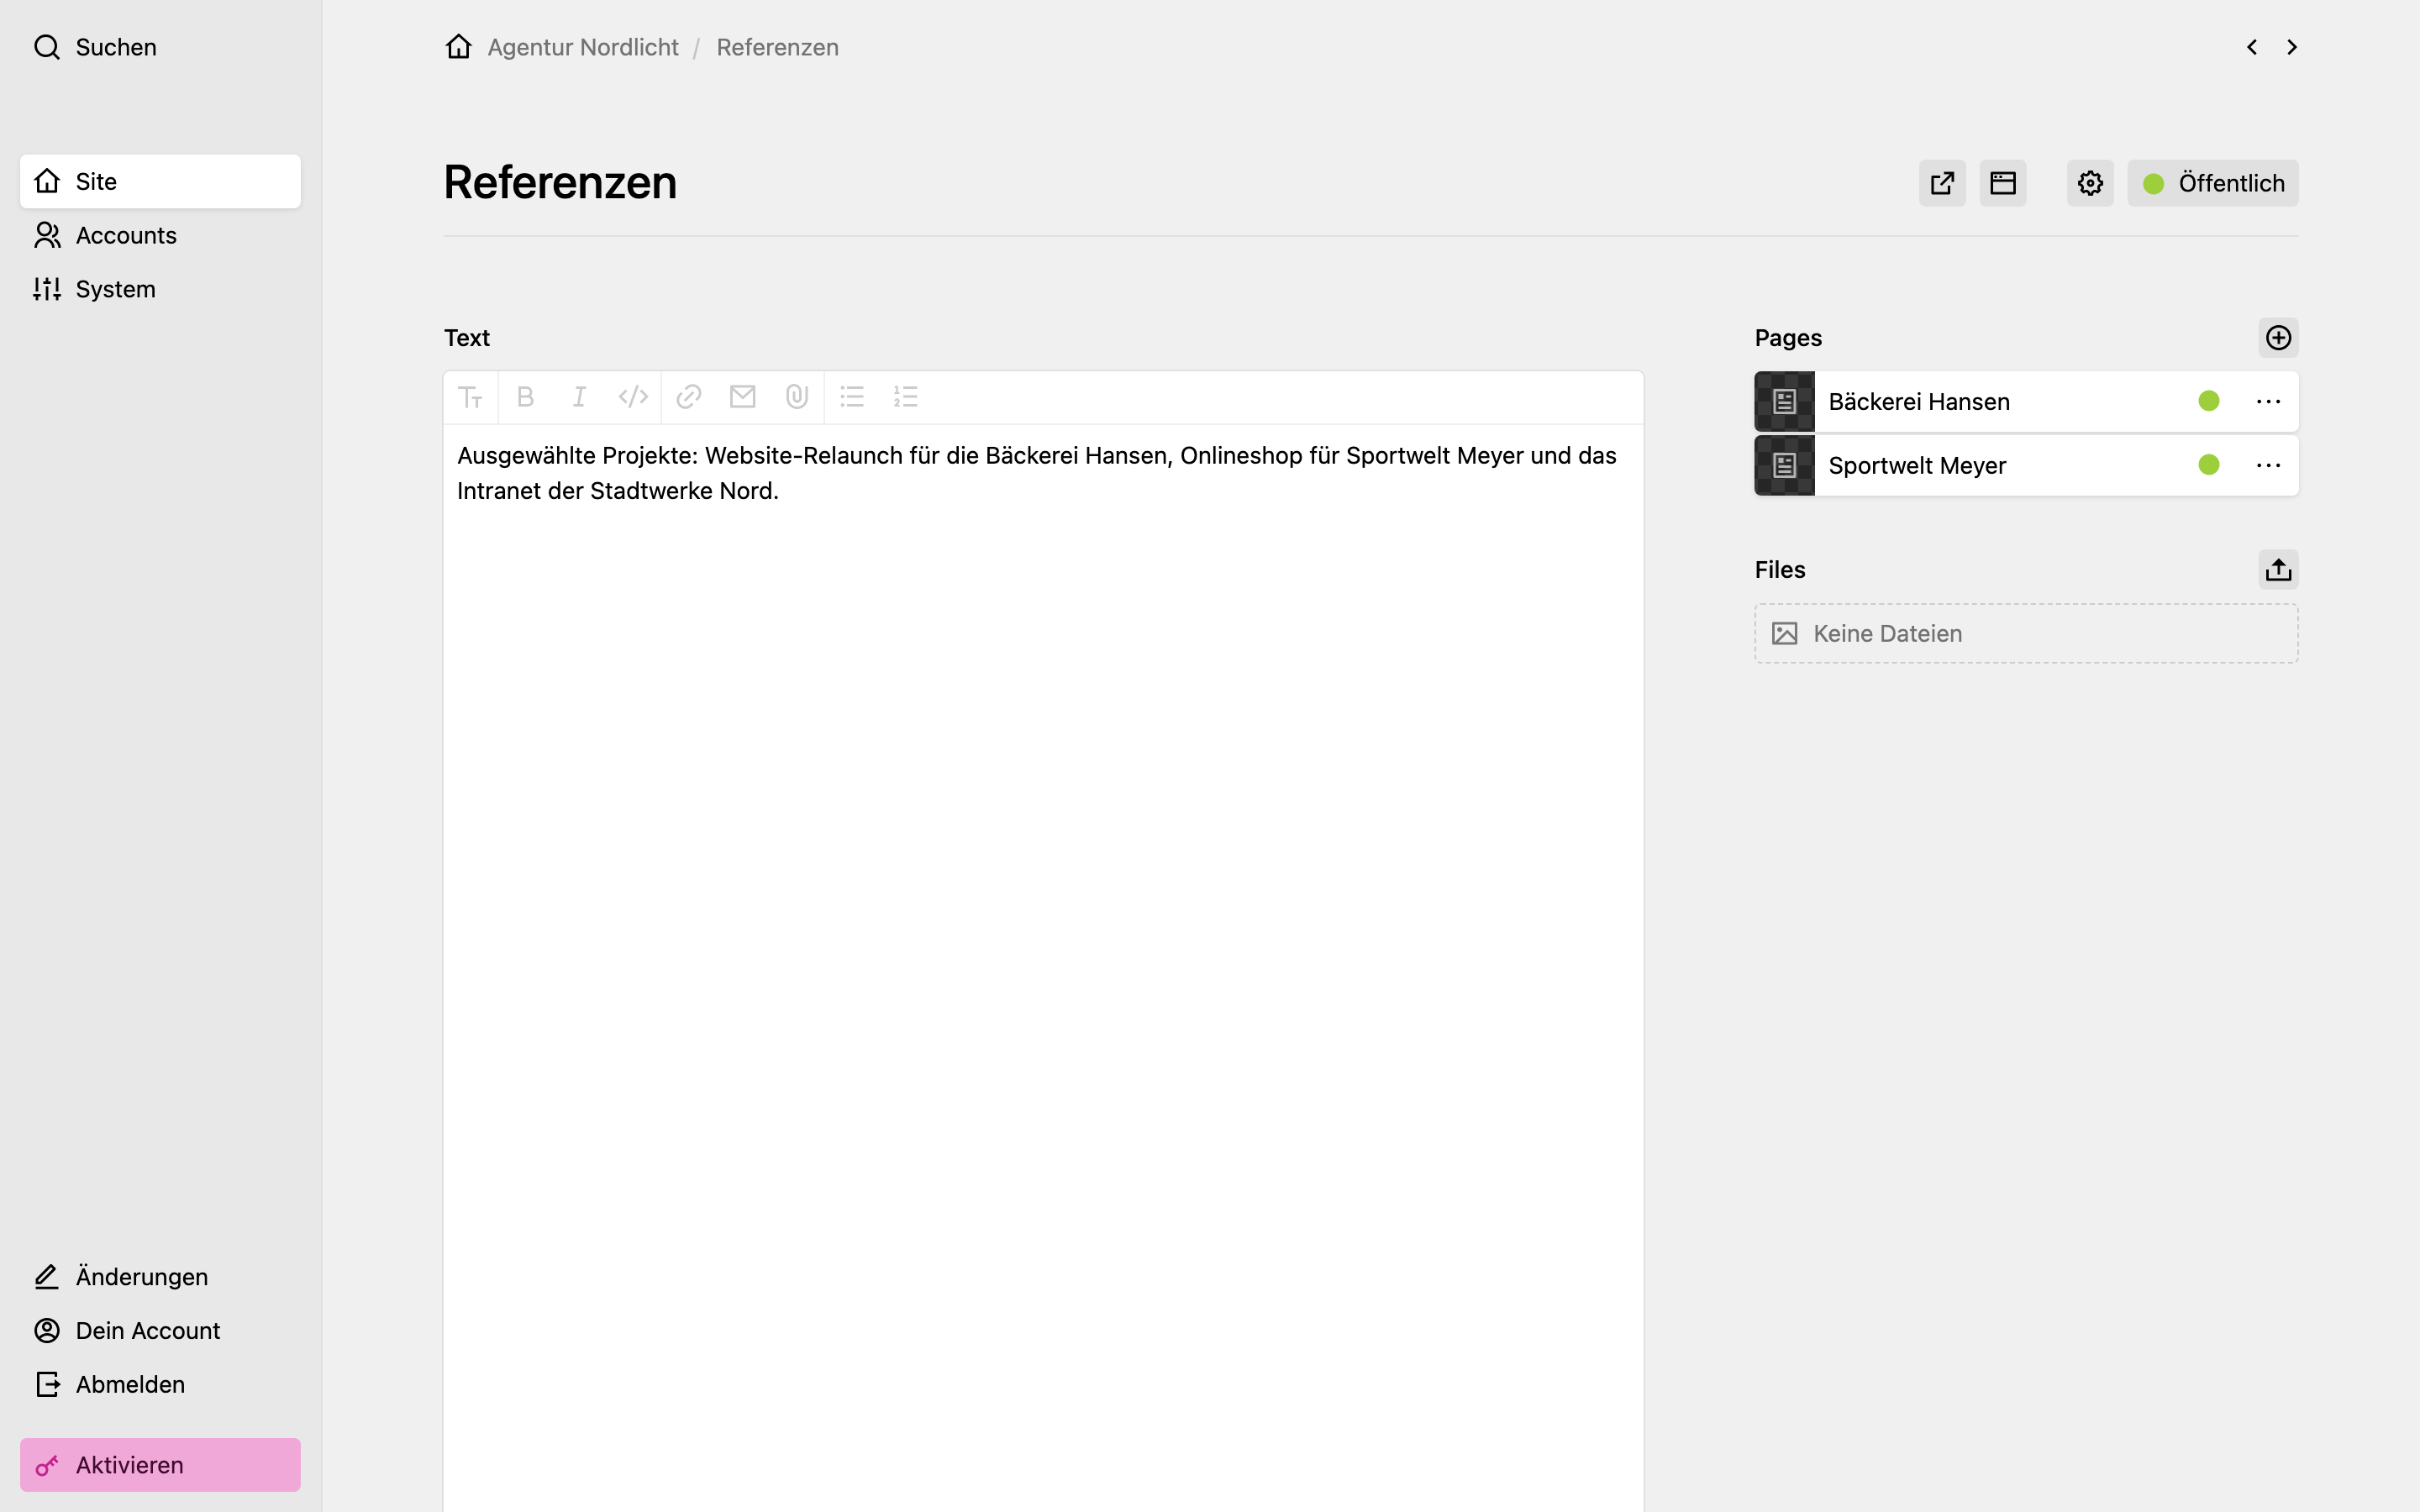 Suchen
Site
Accounts
System
Änderungen
Dein Account
Abmelden
Aktivieren
Agentur Nordlicht / Referenzen
Referenzen
Öffentlich
Text
Ausgewählte Projekte: Website-Relaunch für die Bäckerei Hansen, Onlineshop für Sportwelt Meyer und das
Intranet der Stadtwerke Nord.
Pages
Bäckerei Hansen
Sportwelt Meyer
Files
Keine Dateien